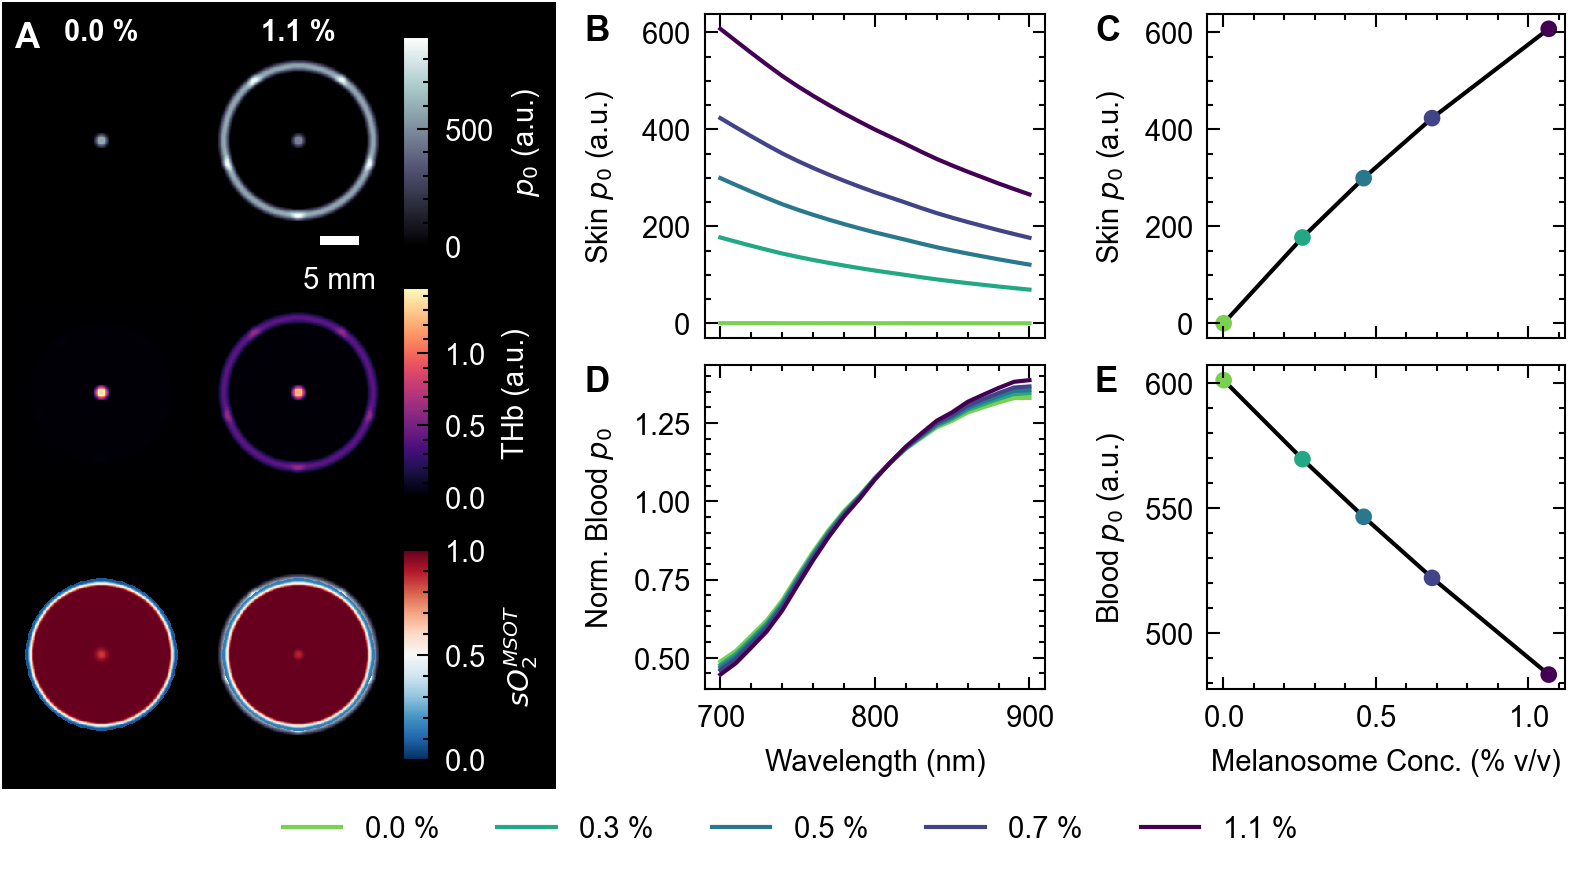 A
0.0 %
1.1 %
500
0
p0 (a.u.)
5 mm
1.0
0.5
0.0
THb (a.u.)
1.0
0.5
0.0
sO2^MSOT
B
600
400
200
0
Skin p0 (a.u.)
C
600
400
200
0
Skin p0 (a.u.)
D
1.25
1.00
0.75
0.50
Norm. Blood p0
700
800
900
Wavelength (nm)
E
600
550
500
Blood p0 (a.u.)
0.0
0.5
1.0
Melanosome Conc. (% v/v)
0.0 %
0.3 %
0.5 %
0.7 %
1.1 %